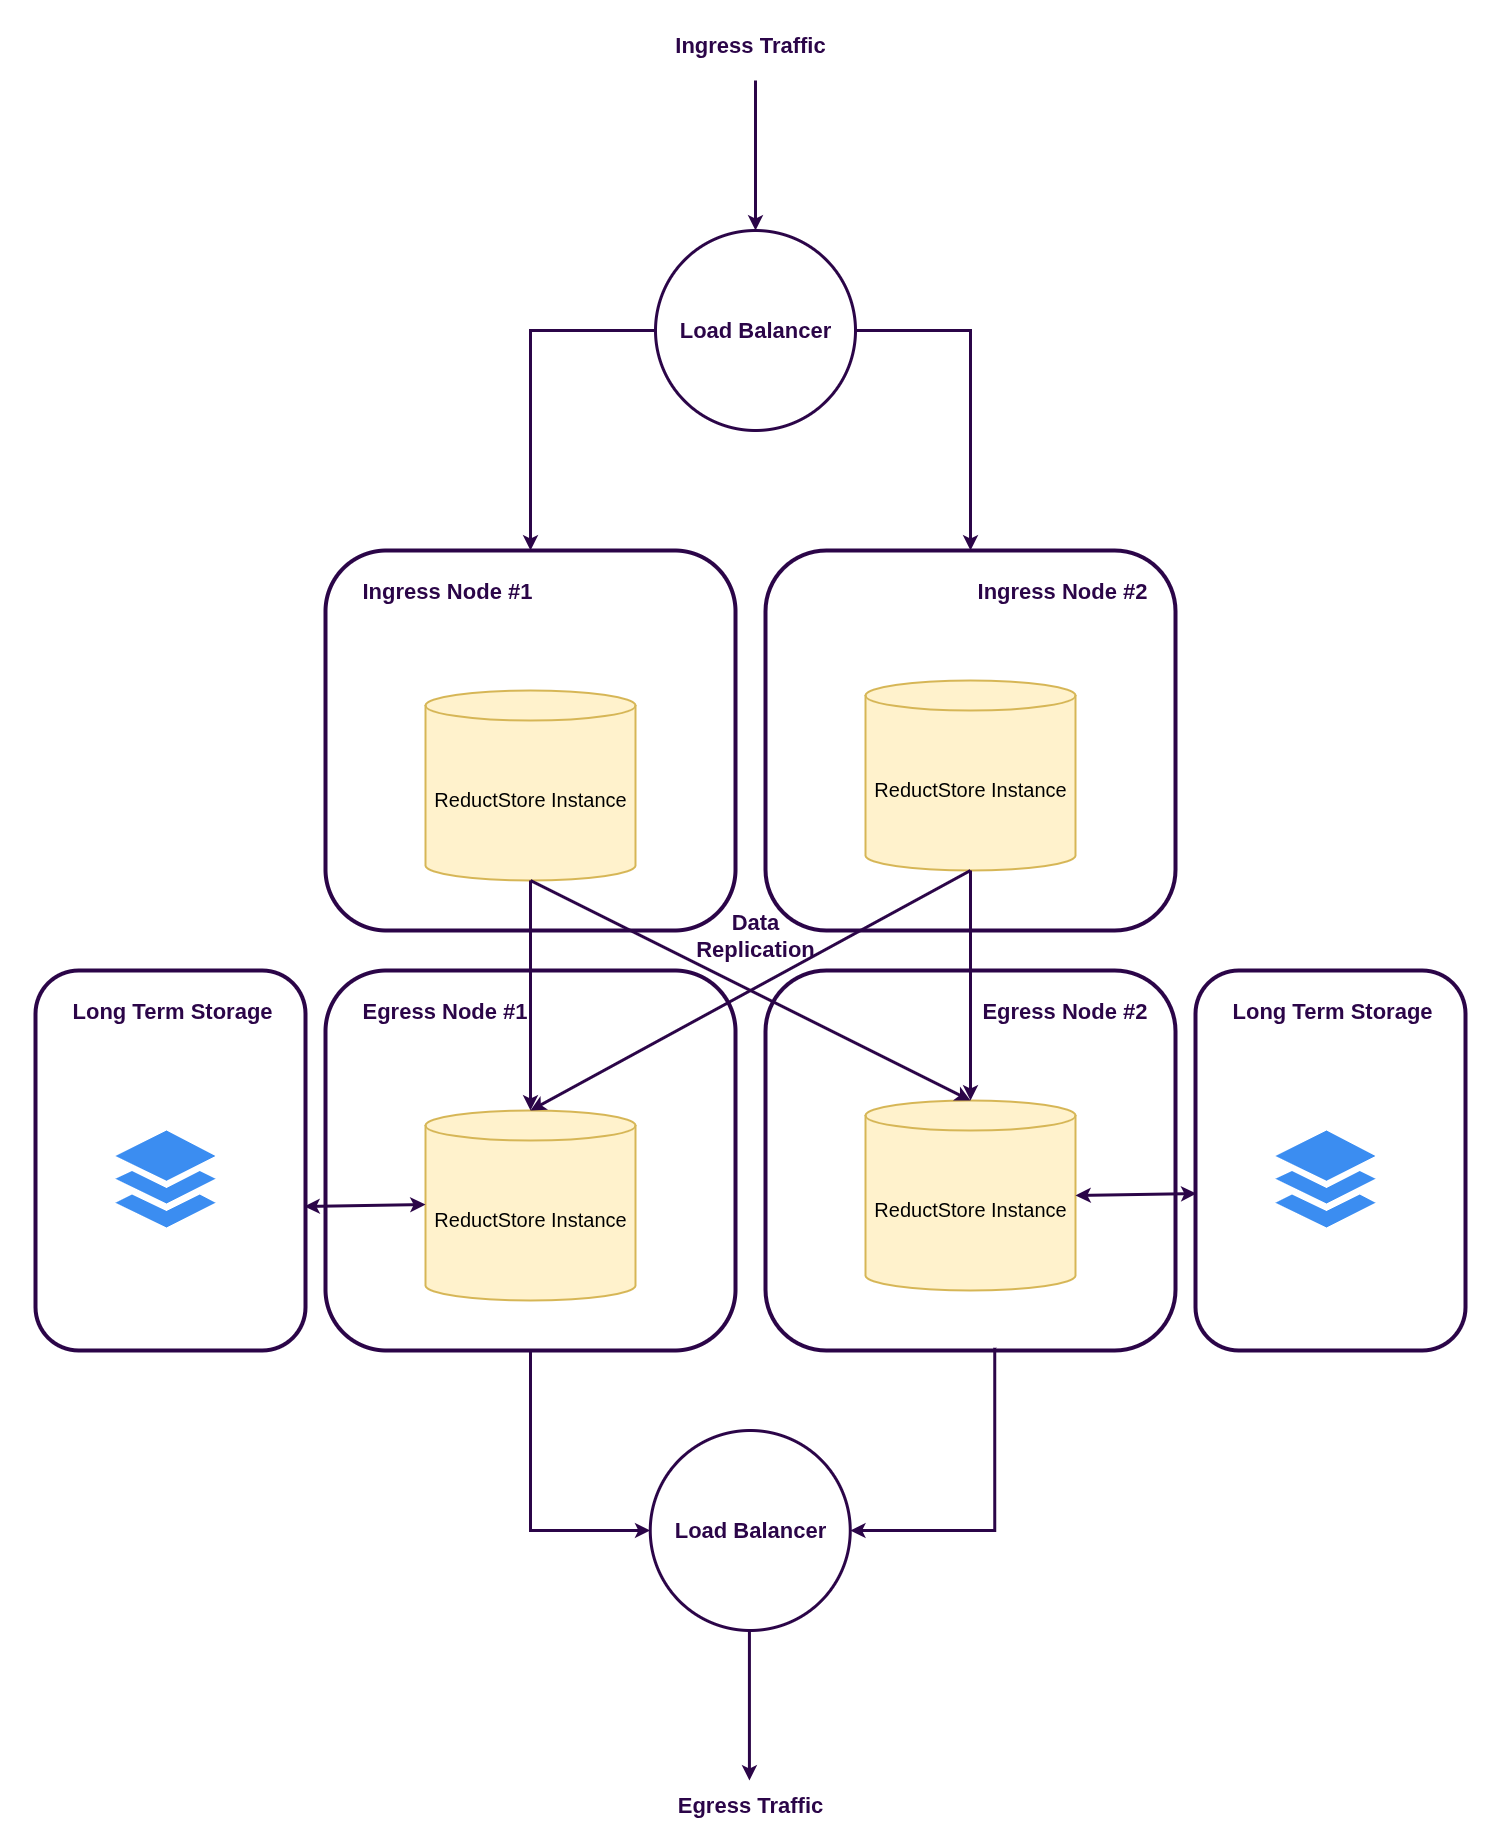 Ingress Traffic
Load Balancer
Ingress Node #1
Ingress Node #2
ReductStore Instance
ReductStore Instance
Data
Replication
Long Term Storage
Egress Node #1
Egress Node #2
Long Term Storage
ReductStore Instance
ReductStore Instance
Load Balancer
Egress Traffic